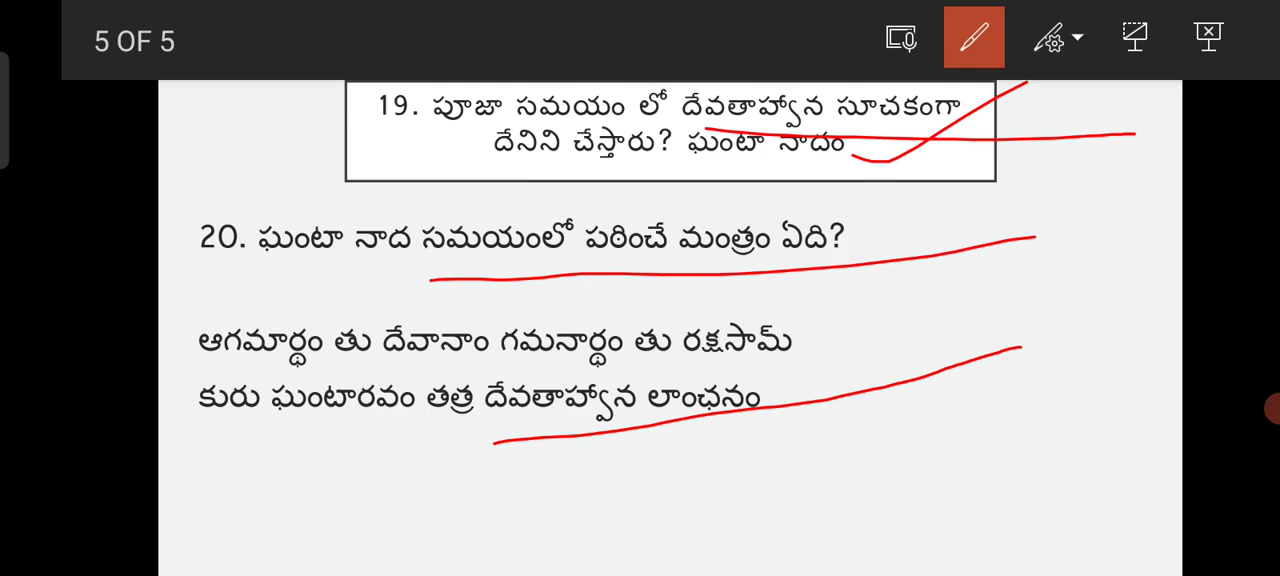 5 OF 5
19. పూజా సమయం లో దేవతాహ్వాన సూచకంగా
దేనిని చేస్తారు? ఘంటా నాదం
20. ఘంటా నాద సమయంలో పఠించే మంత్రం ఏది?
ఆగమార్థం తు దేవానాం గమనార్థం తు రక్షసామ్
కురు ఘంటారవం తత్ర దేవతాహ్వాన లాంఛనం